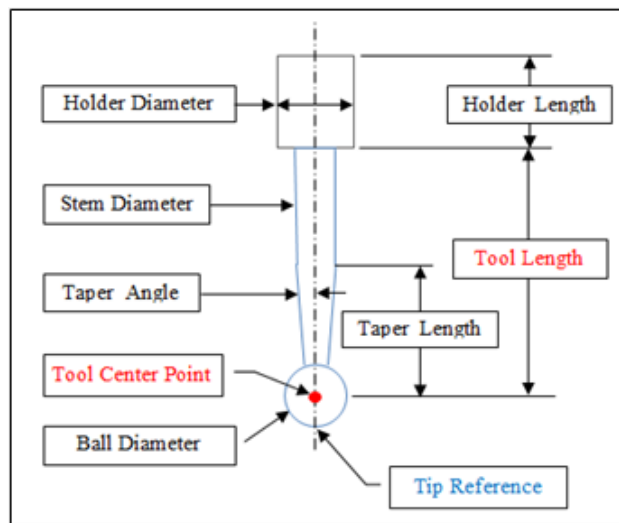 Holder Diameter
Holder Length
Stem Diameter
Tool Length
Taper Angle
Taper Length
Tool Center Point
Ball Diameter
Tip Reference